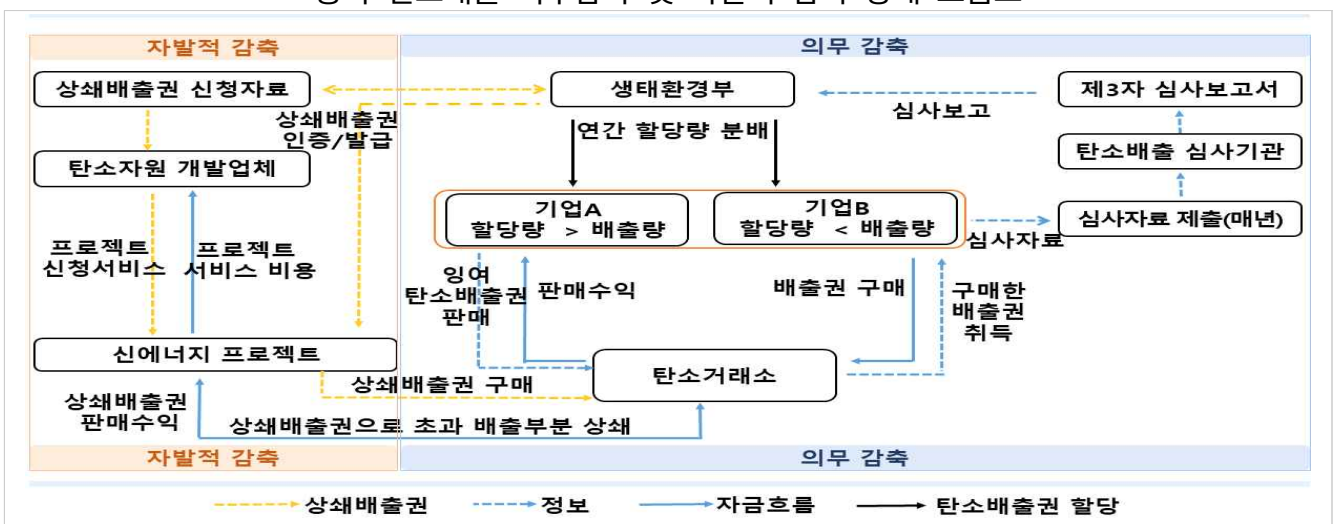 자발적 감축
의무 감축
상쇄배출권 신청자료
생태환경부
제3자 심사보고서
심사보고
상쇄배출권
인증/발급
연간 할당량 분배
탄소자원 개발업체
탄소배출 심사기관
기업A
할당량 > 배출량
기업B
할당량 < 배출량
심사자료 제출(매년)
심사자료
프로젝트
신청서비스
프로젝트
서비스 비용
잉여
탄소배출권
판매
판매수익
배출권 구매
구매한
배출권
취득
신에너지 프로젝트
탄소거래소
상쇄배출권 구매
상쇄배출권
판매수익
상쇄배출권으로 초과 배출부분 상쇄
자발적 감축
의무 감축
상쇄배출권
정보
자금흐름
탄소배출권 할당